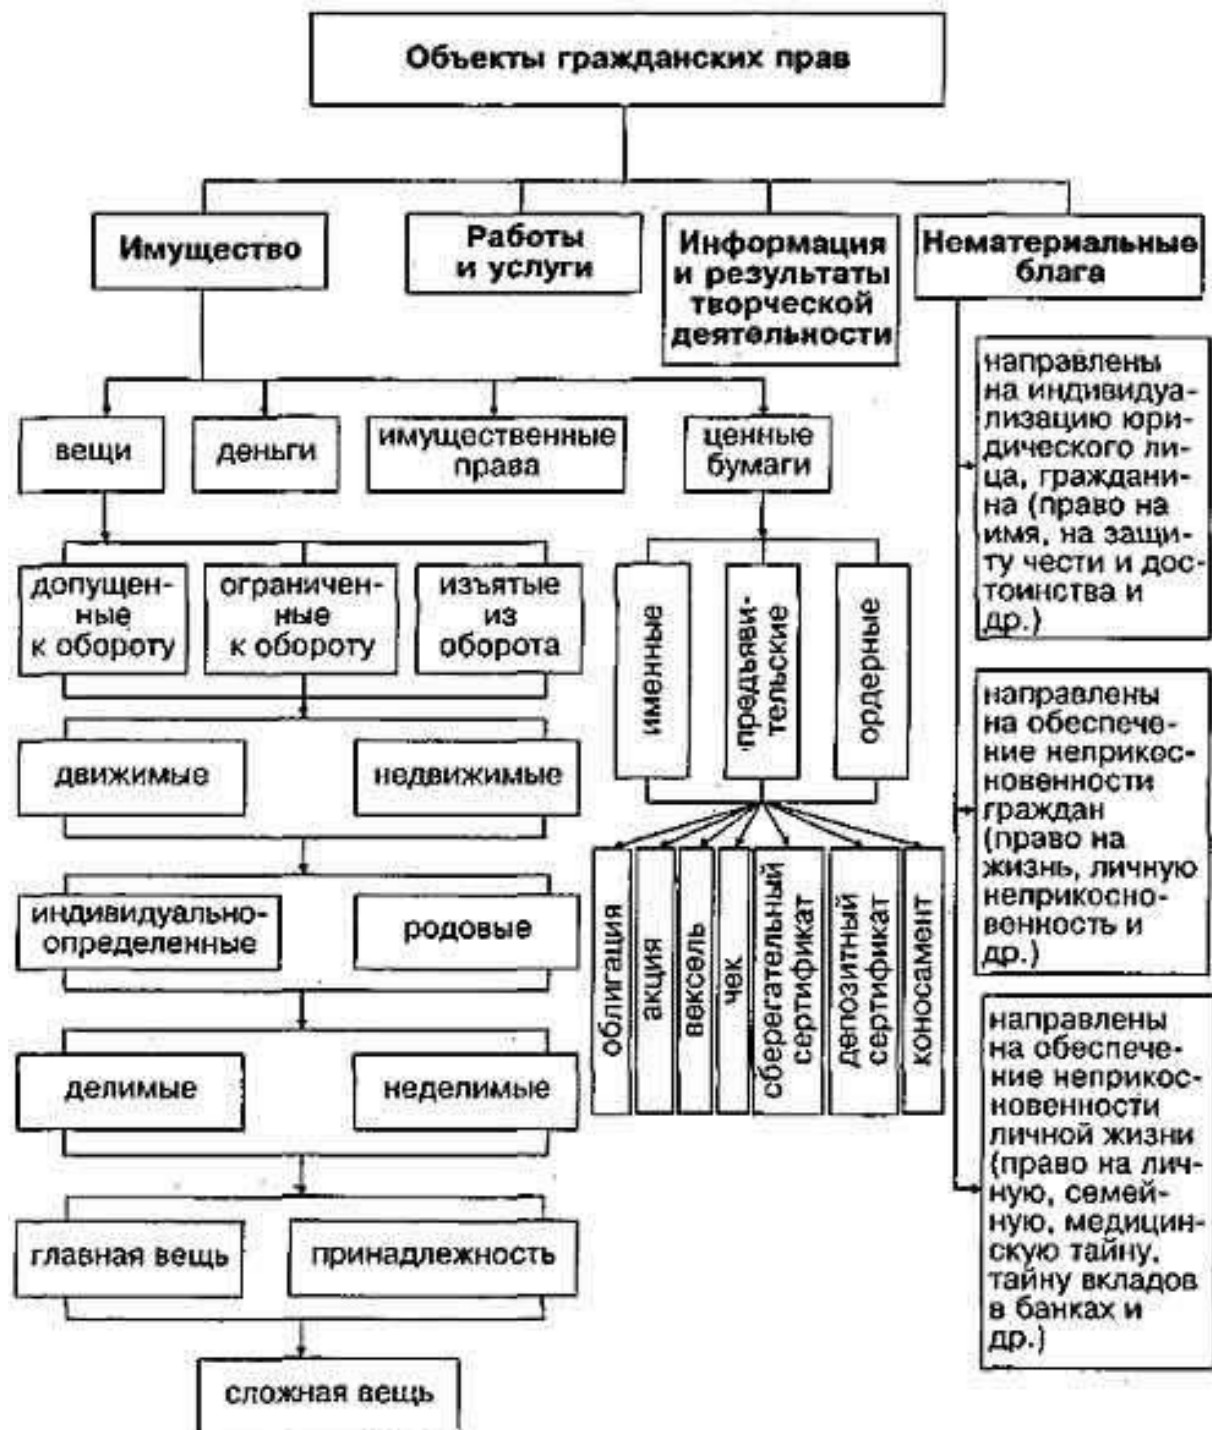 Объекты гражданских прав
Имущество
Работы
и услуги
Информация
и результаты
творческой
деятельности
Нематериальные
блага
вещи
деньги
имущественные
права
ценные
бумаги
допущен-
ные
к обороту
ограничен-
ные
к обороту
изъятые
из
оборота
движимые
недвижимые
индивидуально-
определенные
родовые
делимые
неделимые
главная вещь
принадлежность
сложная вещь
именные
предъяви-
тельские
ордерные
облигация
акция
вексель
чек
сберегательный
сертификат
депозитный
сертификат
коносамент
направлены
на индивидуа-
лизацию юри-
дического ли-
ца, граждани-
на (право на
имя, на защи-
ту чести и дос-
тоинства и
др.)
направлены
на обеспече-
ние неприкос-
новенности
граждан
(право на
жизнь, личную
неприкосно-
венность и
др.)
направлены
на обеспече-
ние неприкос-
новенности
личной жизни
(право на лич-
ную, семей-
ную, медицин-
скую тайну,
тайну вкладов
в банках и
др.)